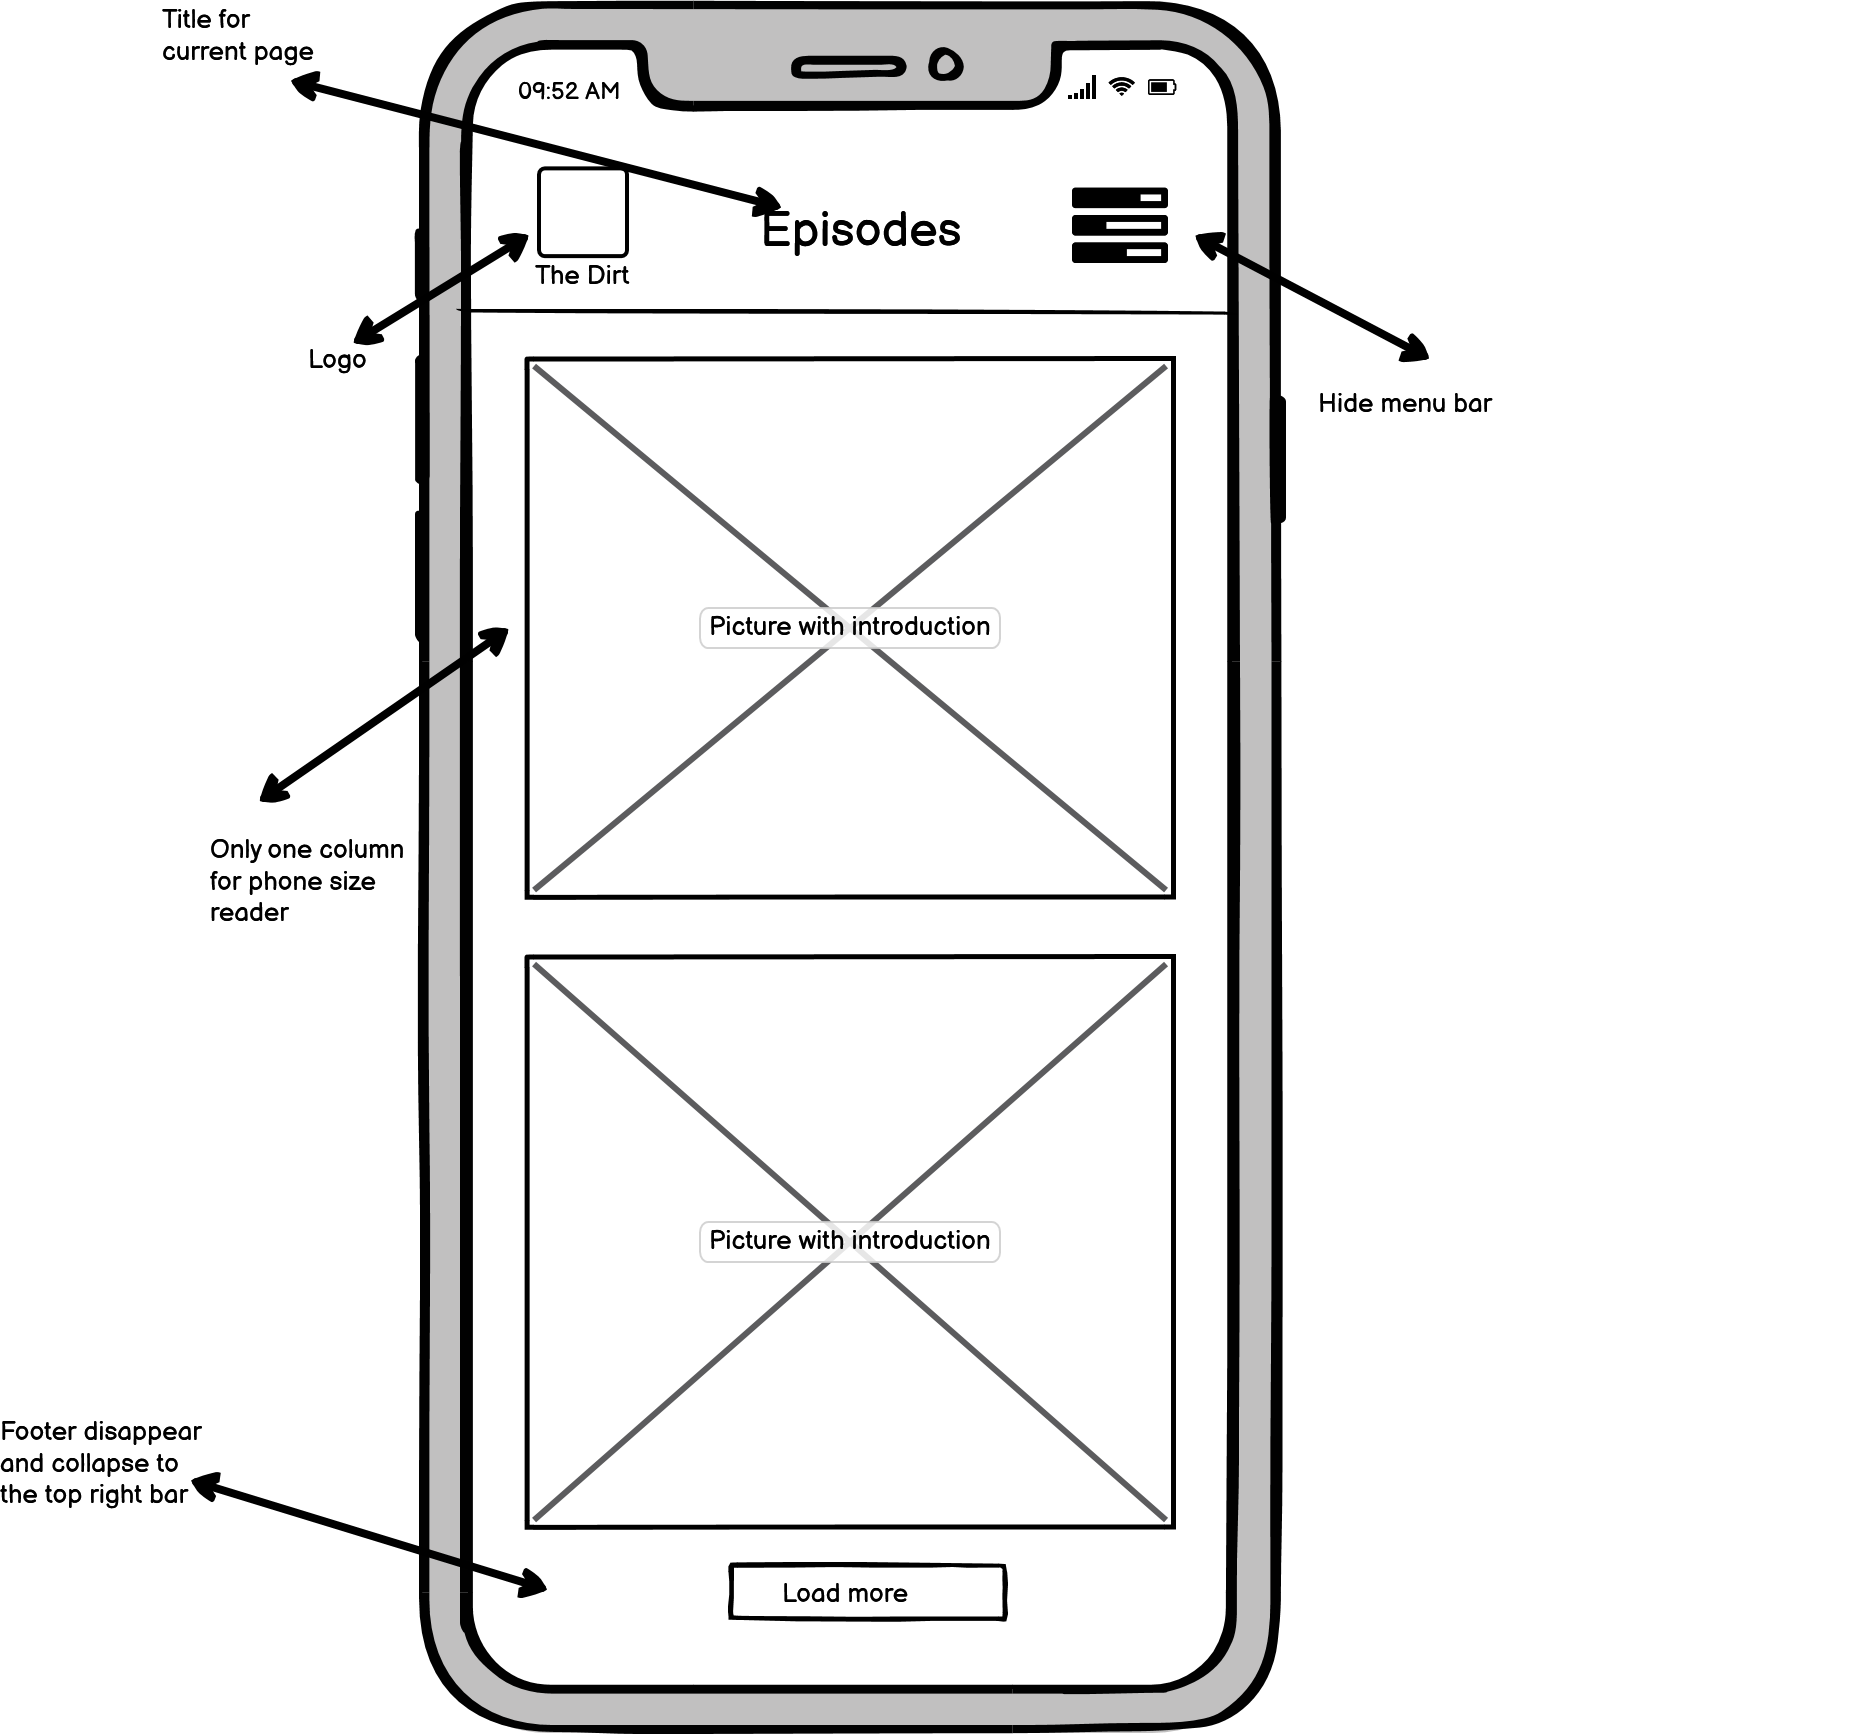 Title for
current page
09:52 AM
Episodes
The Dirt
Logo
Hide menu bar
Picture with introduction
Only one column
for phone size
reader
Picture with introduction
Footer disappear
and collapse to
the top right bar
Load more